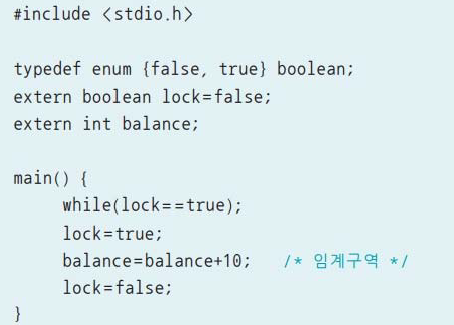 #include <stdio.h>
typedef enum {false, true} boolean;
extern boolean lock=false;
extern int balance;
main() {
while(lock==true);
lock=true;
balance=balance+10; /* 임계구역 */
lock=false;
}